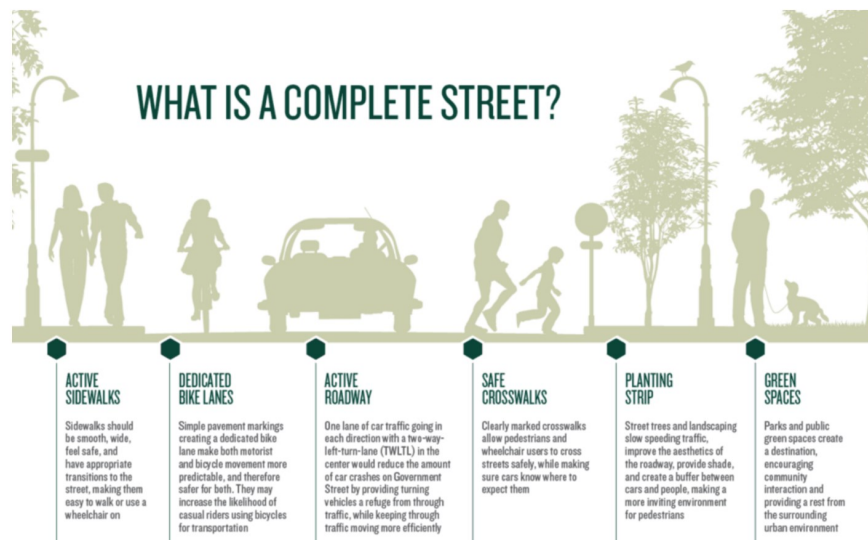 WHAT IS A COMPLETE STREET?
ACTIVE
SIDEWALKS
Sidewalks should
be smooth, wide,
feel safe, and
have appropriate
transitions to the
street, making them
easy to walk or use a
wheelchair on
DEDICATED
BIKE LANES
Simple pavement markings
creating a dedicated bike
lane make both motorist
and bicycle movement more
predictable, and therefore
safer for both. They may
increase the likelihood of
casual riders using bicycles
for transportation
ACTIVE
ROADWAY
One lane of car traffic going in
each direction with a two-way-
left-turn-lane (TWLTL) in the
center would reduce the amount
of car crashes on Government
Street by providing turning
vehicles a refuge from through
traffic, while keeping through
traffic moving more efficiently
SAFE
CROSSWALKS
Clearly marked crosswalks
allow pedestrians and
wheelchair users to cross
streets safely, while making
sure cars know where to
expect them
PLANTING
STRIP
Street trees and landscaping
slow speeding traffic,
improve the aesthetics of
the roadway, provide shade,
and create a buffer between
cars and people, making a
more inviting environment
for pedestrians
GREEN
SPACES
Parks and public
green spaces create
a destination,
encouraging
community
interaction and
providing a rest from
the surrounding
urban environment